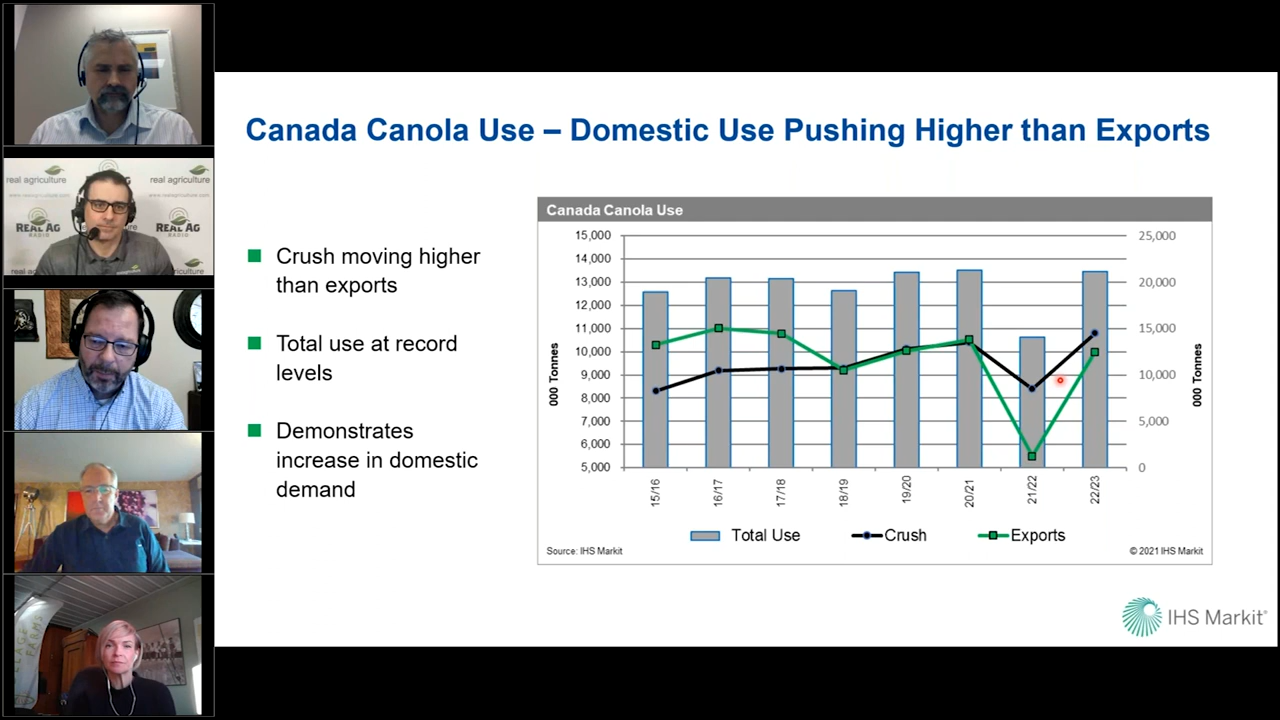 Canada Canola Use – Domestic Use Pushing Higher than Exports
Crush moving higher
than exports
Total use at record
levels
Demonstrates
increase in domestic
demand
Canada Canola Use
15,000
14,000
13,000
12,000
11,000
10,000
9,000
8,000
7,000
6,000
5,000
000 Tonnes
25,000
20,000
15,000
10,000
5,000
0
000 Tonnes
15/16
16/17
17/18
18/19
19/20
20/21
21/22
22/23
Total Use
Crush
Exports
Source: IHS Markit
© 2021 IHS Markit
IHS Markit®
real agriculture
real agriculture
REAL AG
RADIO
REAL AG
RADIO